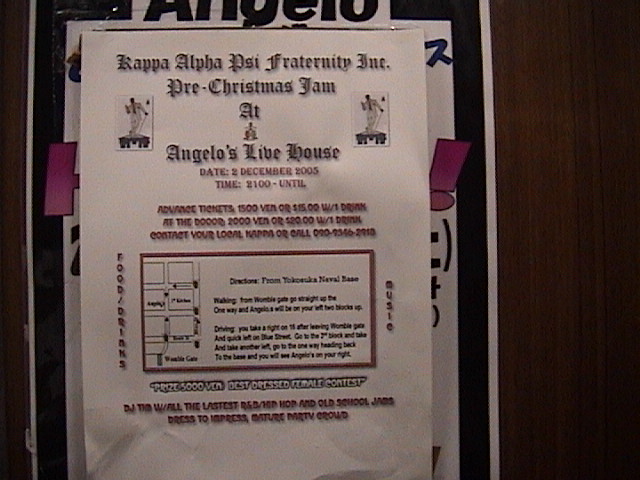 Angelo
ス
Kappa Alpha Psi Fraternity Inc.
Pre-Christmas Jam
At
Angelo's Live House
DATE: 2 DECEMBER 2005
TIME: 2100 - UNTIL
ADVANCE TICKETS: 1500 YEN OR $15.00 W/1 DRINK
AT THE DOOOR: 2000 YEN OR $20.00 W/1 DRINK
CONTACT YOUR LOCAL KAPPA OR CALL
FOOD/DRINKS
MUSIC
Directions: From Yokosuka Naval Base
Walking: from Womble gate go straight up the
One way and Angelo.s will be on your left two blocks up.
Driving: you take a right on 16 after leaving Womble gate
And quick left on Blue Street. Go to the 2nd block and take
And take another left, go to the one way heading back
To the base and you will see Angelo's on your right.
Angelo's
Womble Gate
"PRIZE 5000 YEN: BEST DRESSED FEMALE CONTEST"
DJ TIM W/ALL THE LASTEST R&B/HIP HOP AND OLD SCHOOL JAMS
DRESS TO IMPRESS, MATURE PARTY CROWD